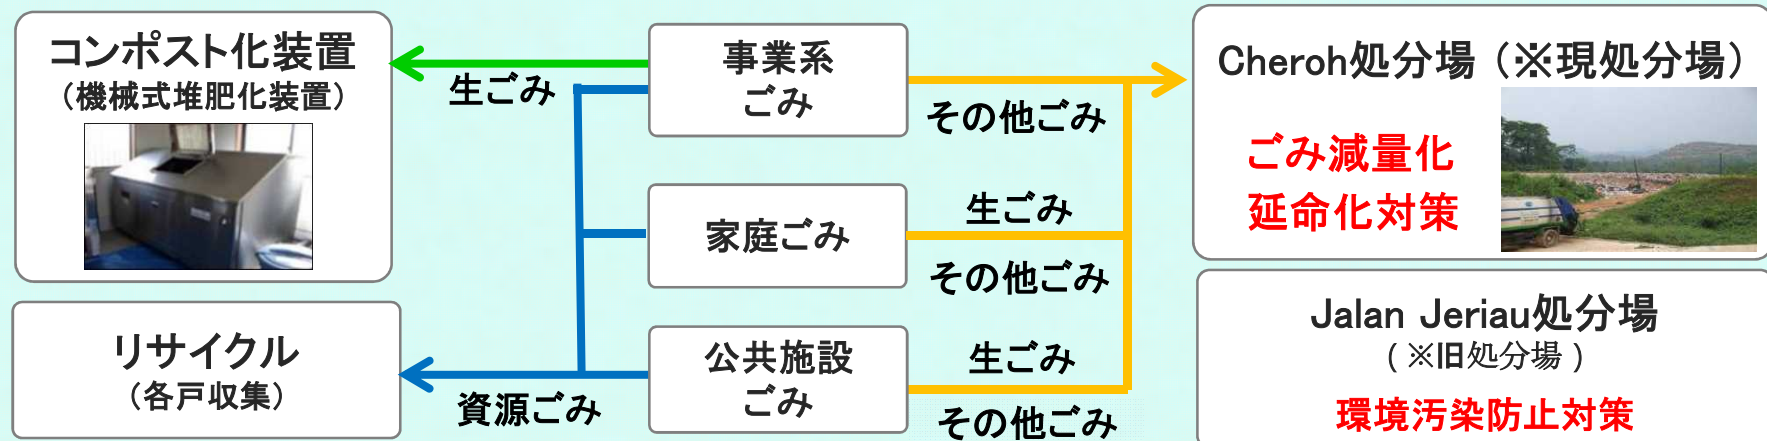 コンポスト化装置
（機械式堆肥化装置）
生ごみ
リサイクル
（各戸収集）
資源ごみ
事業系
ごみ
家庭ごみ
公共施設
ごみ
その他ごみ
生ごみ
その他ごみ
生ごみ
その他ごみ
Cheroh処分場（※現処分場）
ごみ減量化
延命化対策
Jalan Jeriau処分場
（※旧処分場）
環境汚染防止対策